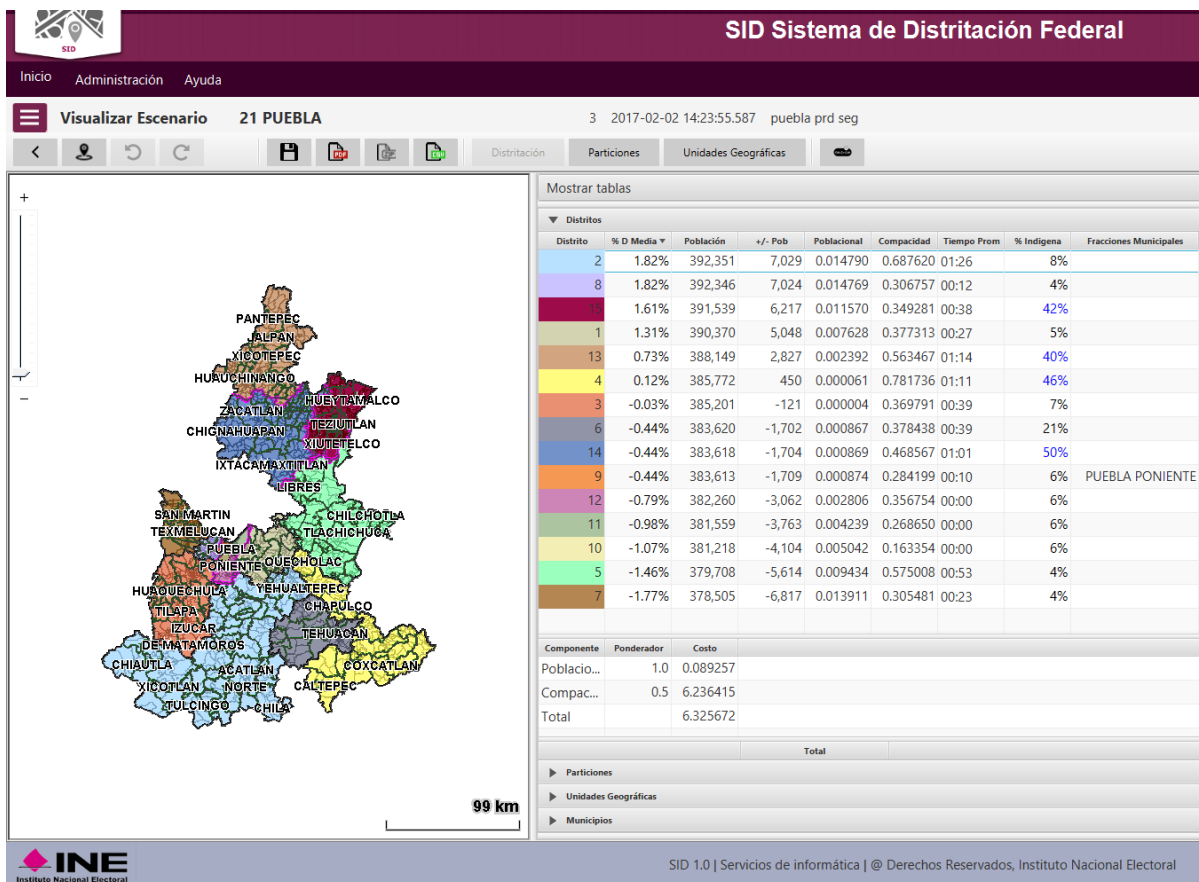 SID Sistema de Distritación Federal
SID
Inicio Administración Ayuda
Visualizar Escenario 21 PUEBLA 3 2017-02-02 14:23:55.587 puebla prd seg
PDF CSV Distritación Particiones Unidades Geográficas
Mostrar tablas
Distritos
Distrito % D Media Población +/- Pob Poblacional Compacidad Tiempo Prom % Indigena Fracciones Municipales
2 1.82% 392,351 7,029 0.014790 0.687620 01:26 8%
8 1.82% 392,346 7,024 0.014769 0.306757 00:12 4%
15 1.61% 391,539 6,217 0.011570 0.349281 00:38 42%
1 1.31% 390,370 5,048 0.007628 0.377313 00:27 5%
13 0.73% 388,149 2,827 0.002392 0.563467 01:14 40%
4 0.12% 385,772 450 0.000061 0.781736 01:11 46%
3 -0.03% 385,201 -121 0.000004 0.369791 00:39 7%
6 -0.44% 383,620 -1,702 0.000867 0.378438 00:39 21%
14 -0.44% 383,618 -1,704 0.000869 0.468567 01:01 50%
9 -0.44% 383,613 -1,709 0.000874 0.284199 00:10 6% PUEBLA PONIENTE
12 -0.79% 382,260 -3,062 0.002806 0.356754 00:00 6%
11 -0.98% 381,559 -3,763 0.004239 0.268650 00:00 6%
10 -1.07% 381,218 -4,104 0.005042 0.163354 00:00 6%
5 -1.46% 379,708 -5,614 0.009434 0.575008 00:53 4%
7 -1.77% 378,505 -6,817 0.013911 0.305481 00:23 4%
Componente Ponderador Costo
Poblacio... 1.0 0.089257
Compac... 0.5 6.236415
Total 6.325672
Total
Particiones
Unidades Geográficas
Municipios
PANTEPEC
JALPAN
XICOTEPEC
HUAUCHINANGO
HUEYTAMALCO
ZACATLAN
TEZIUTLAN
CHIGNAHUAPAN
XIUTETELCO
IXTACAMAXTITLAN
LIBRES
SAN MARTIN
TEXMELUCAN
CHILCHOTLA
TLACHICHUCA
PUEBLA
PONIENTE
QUECHOLAC
HUAQUECHULA
YEHUALTEPEC
TILAPA
CHAPULCO
IZUCAR
DE MATAMOROS
TEHUACAN
CHIAUTLA
ACATLAN
COXCATLAN
XICOTLAN
NORTE
CALTEPEC
TULCINGO
CHILA
99 km
INE
Instituto Nacional Electoral
SID 1.0 | Servicios de informática | @ Derechos Reservados, Instituto Nacional Electoral